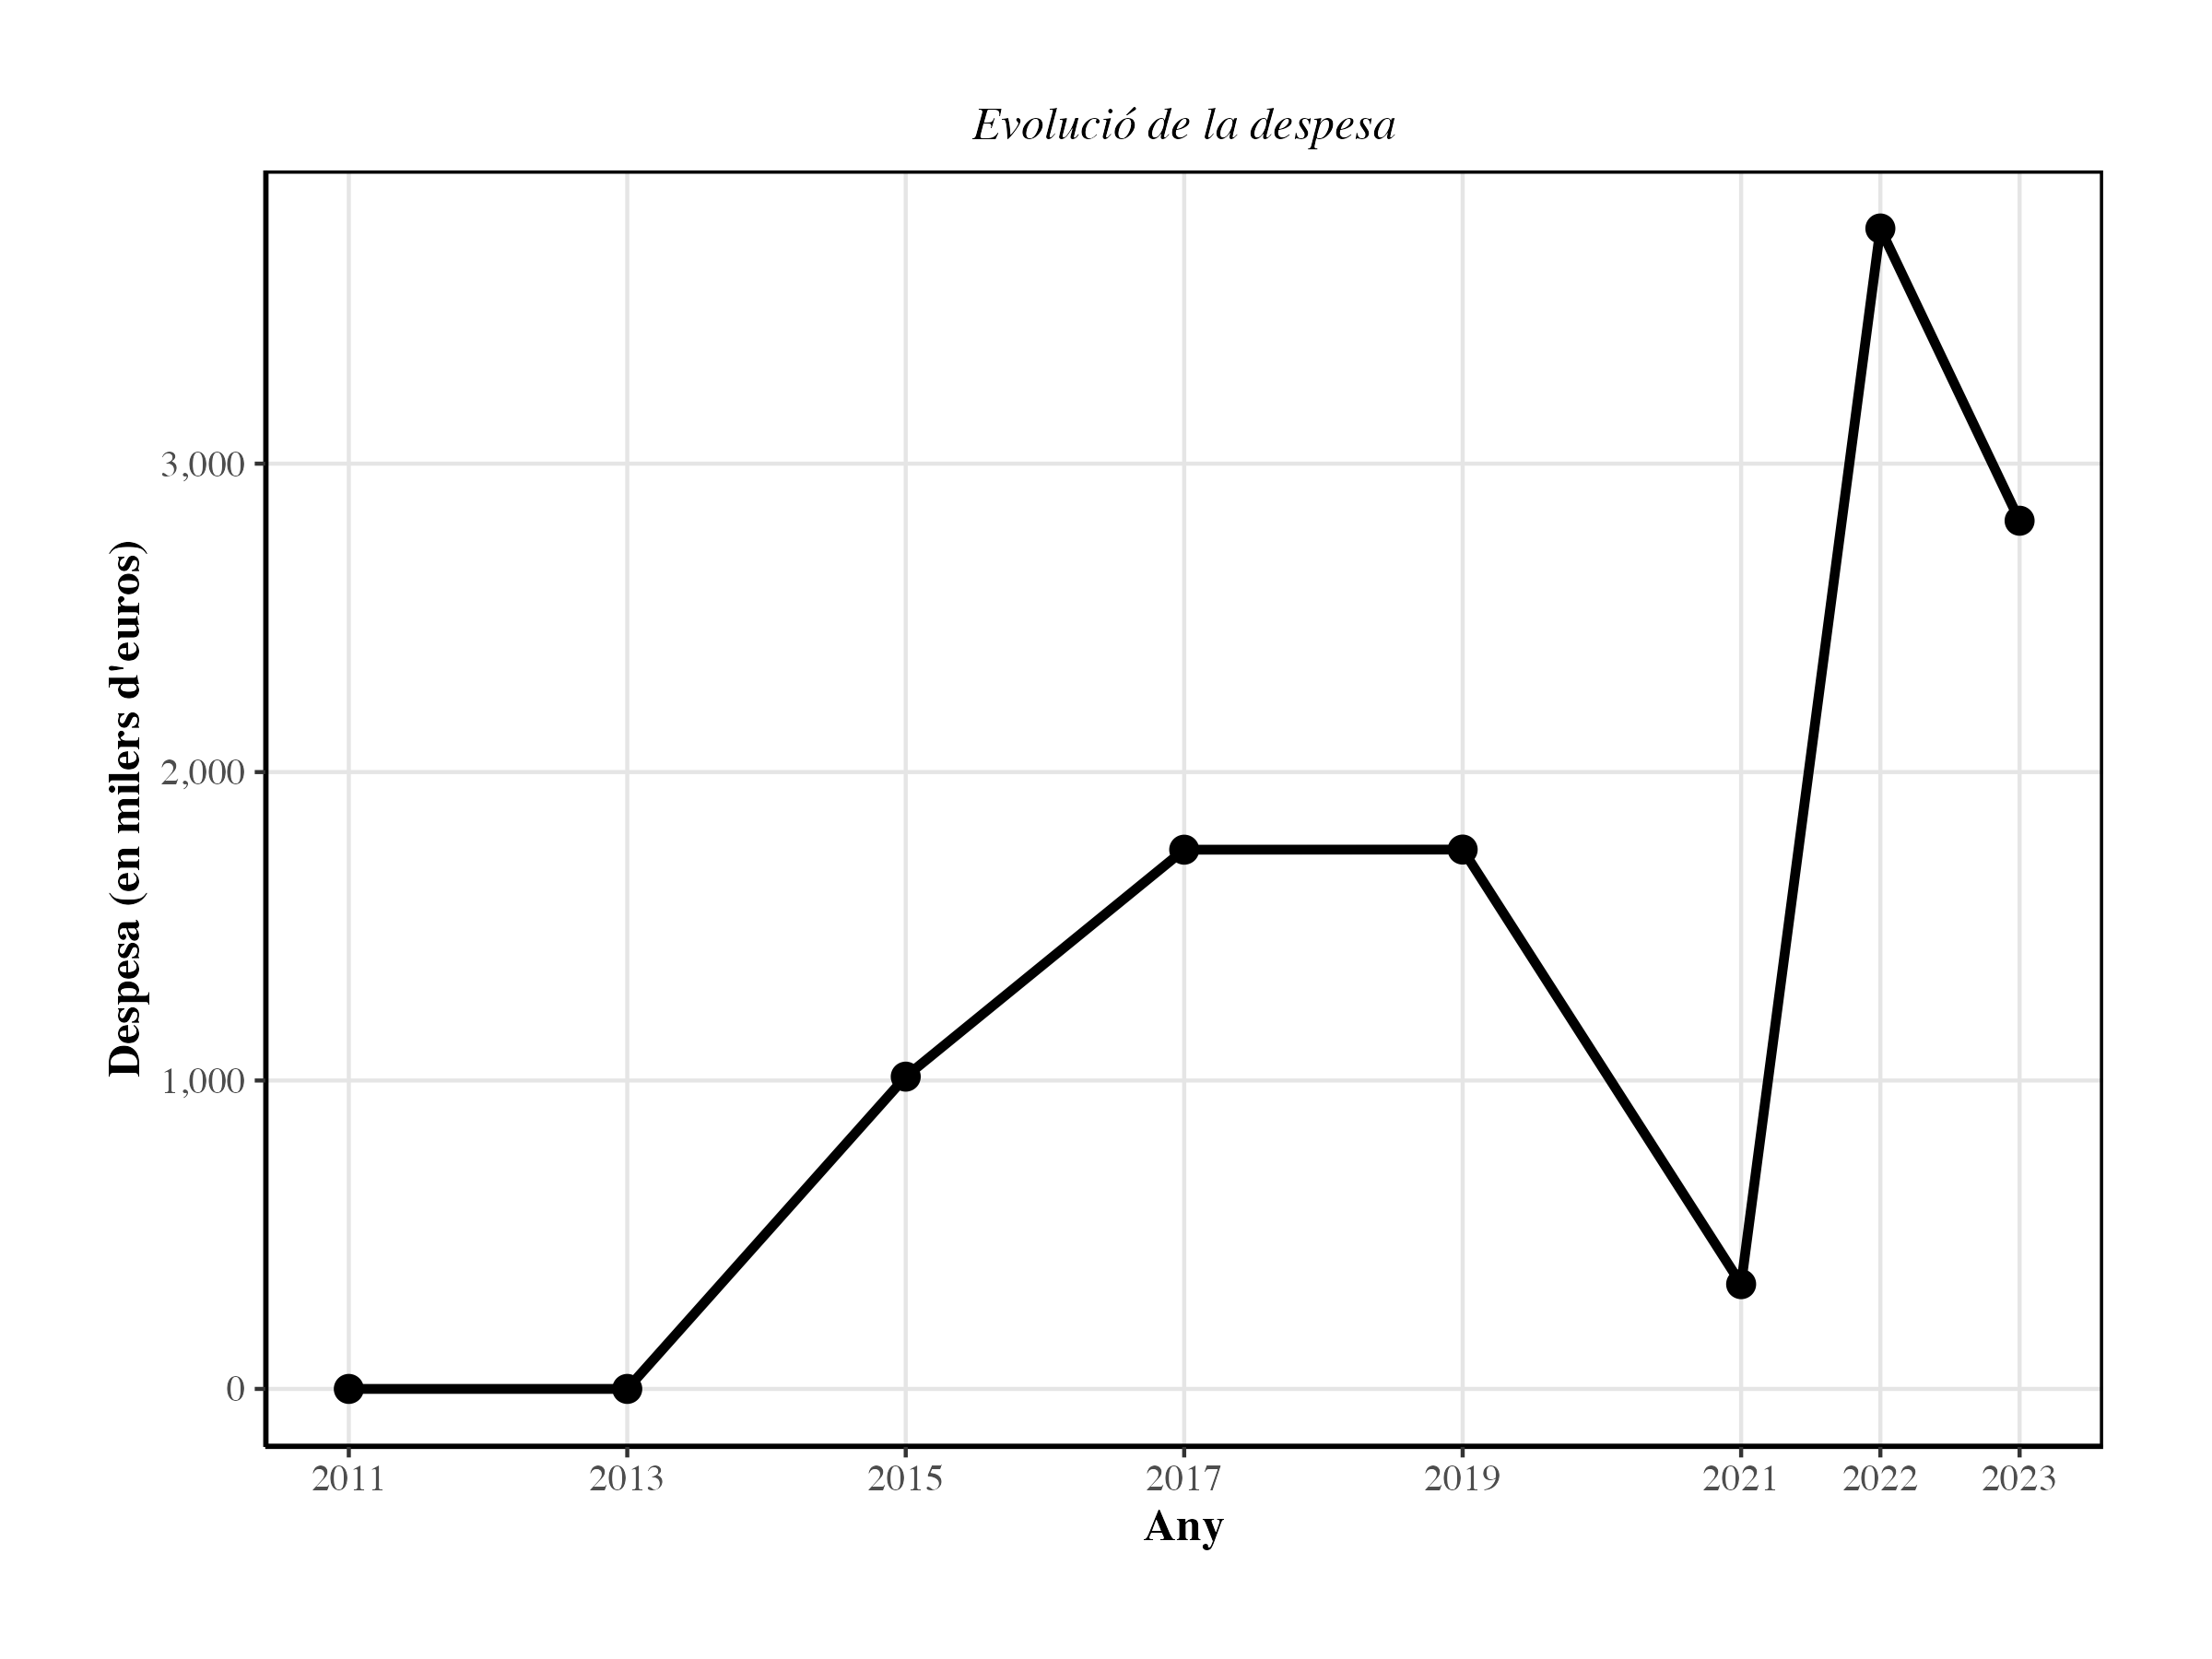 Evolució de la despesa
Despesa (en milers d'euros)
3,000
2,000
1,000
0
2011 2013 2015 2017 2019 2021 2022 2023
Any